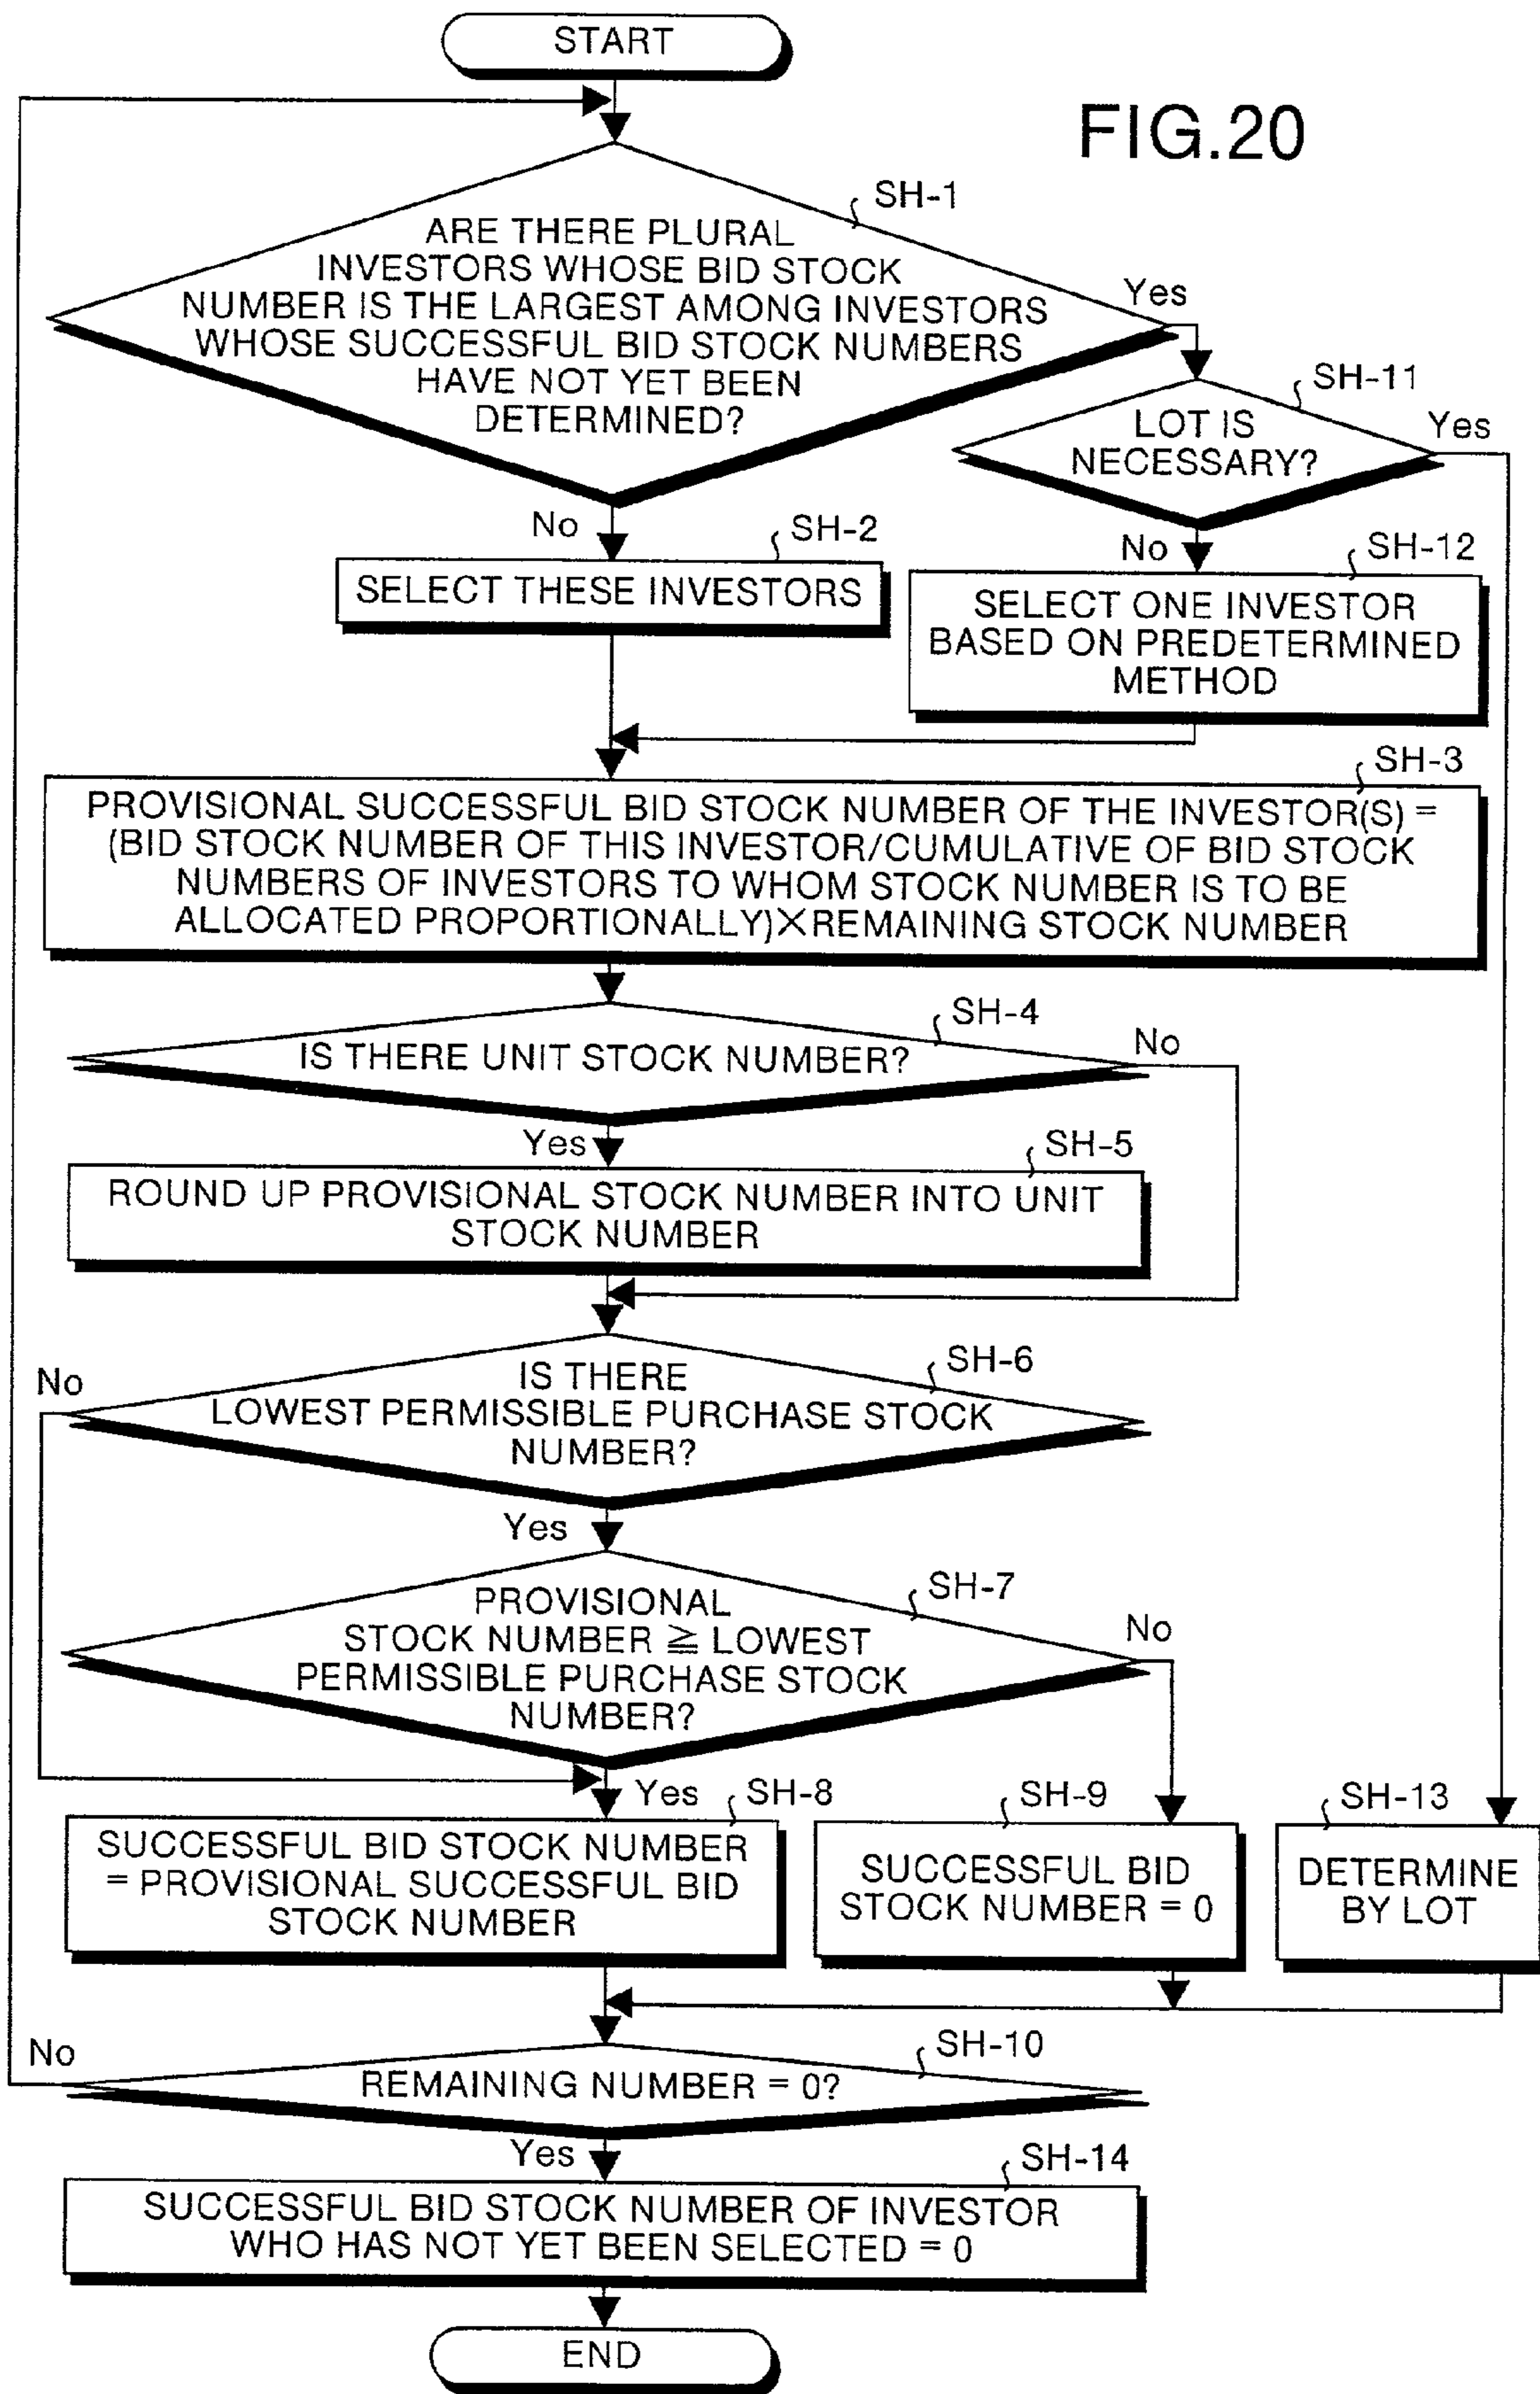 START
FIG.20
SH-1
ARE THERE PLURAL
INVESTORS WHOSE BID STOCK
NUMBER IS THE LARGEST AMONG INVESTORS
WHOSE SUCCESSFUL BID STOCK NUMBERS
HAVE NOT YET BEEN
DETERMINED?
Yes
No
SH-11
LOT IS
NECESSARY?
Yes
No
SH-2
SELECT THESE INVESTORS
SH-12
SELECT ONE INVESTOR
BASED ON PREDETERMINED
METHOD
SH-3
PROVISIONAL SUCCESSFUL BID STOCK NUMBER OF THE INVESTOR(S) =
(BID STOCK NUMBER OF THIS INVESTOR/CUMULATIVE OF BID STOCK
NUMBERS OF INVESTORS TO WHOM STOCK NUMBER IS TO BE
ALLOCATED PROPORTIONALLY)×REMAINING STOCK NUMBER
SH-4
IS THERE UNIT STOCK NUMBER?
No
Yes
SH-5
ROUND UP PROVISIONAL STOCK NUMBER INTO UNIT
STOCK NUMBER
SH-6
No
IS THERE
LOWEST PERMISSIBLE PURCHASE STOCK
NUMBER?
Yes
SH-7
PROVISIONAL
STOCK NUMBER ≧ LOWEST
PERMISSIBLE PURCHASE STOCK
NUMBER?
No
Yes
SH-8
SUCCESSFUL BID STOCK NUMBER
= PROVISIONAL SUCCESSFUL BID
STOCK NUMBER
SH-9
SUCCESSFUL BID
STOCK NUMBER = 0
SH-13
DETERMINE
BY LOT
SH-10
No
REMAINING NUMBER = 0?
Yes
SH-14
SUCCESSFUL BID STOCK NUMBER OF INVESTOR
WHO HAS NOT YET BEEN SELECTED = 0
END